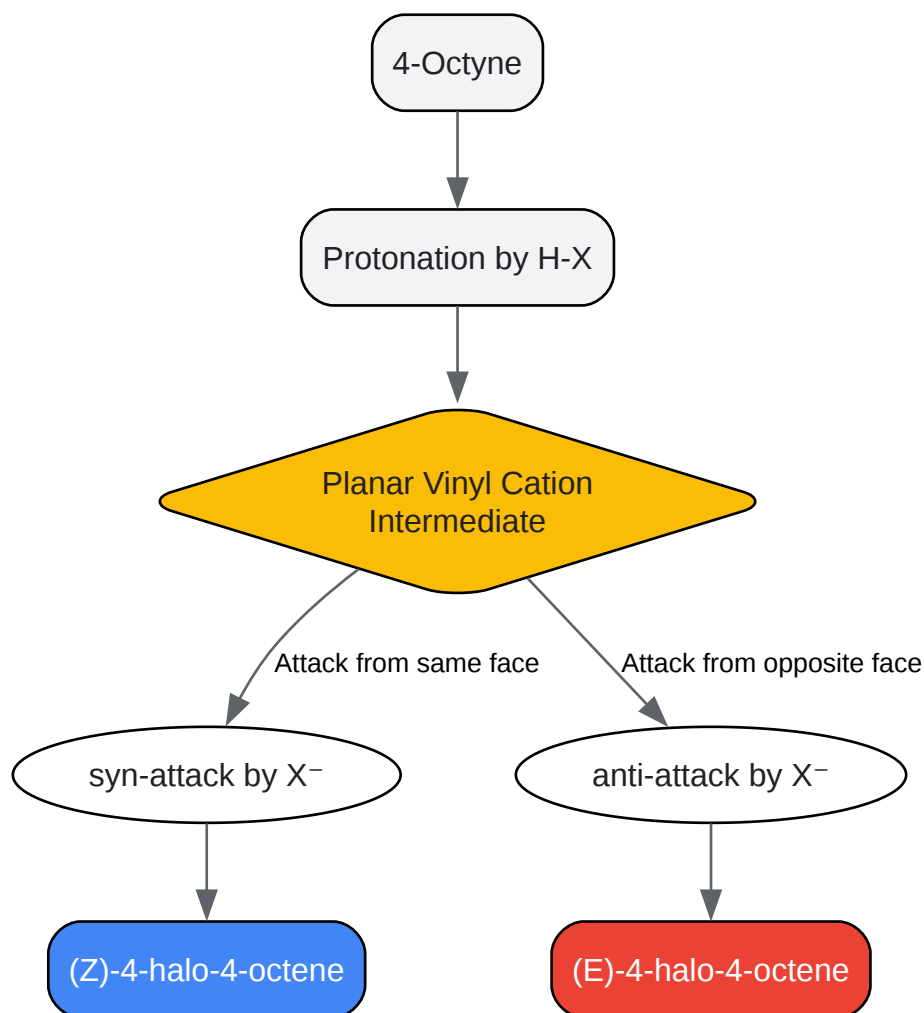 4-Octyne
Protonation by H-X
Planar Vinyl Cation
Intermediate
Attack from same face
Attack from opposite face
syn-attack by X⁻
anti-attack by X⁻
(Z)-4-halo-4-octene
(E)-4-halo-4-octene